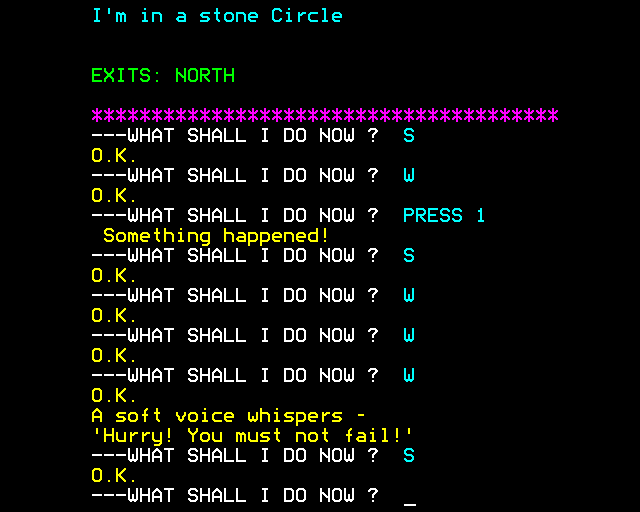 I'm in a stone Circle
EXITS: NORTH
***************************************
---WHAT SHALL I DO NOW ?  S
O.K.
---WHAT SHALL I DO NOW ?  W
O.K.
---WHAT SHALL I DO NOW ?  PRESS 1
Something happened!
---WHAT SHALL I DO NOW ?  S
O.K.
---WHAT SHALL I DO NOW ?  W
O.K.
---WHAT SHALL I DO NOW ?  W
O.K.
---WHAT SHALL I DO NOW ?  W
O.K.
A soft voice whispers -
'Hurry! You must not fail!'
---WHAT SHALL I DO NOW ?  S
O.K.
---WHAT SHALL I DO NOW ?  _